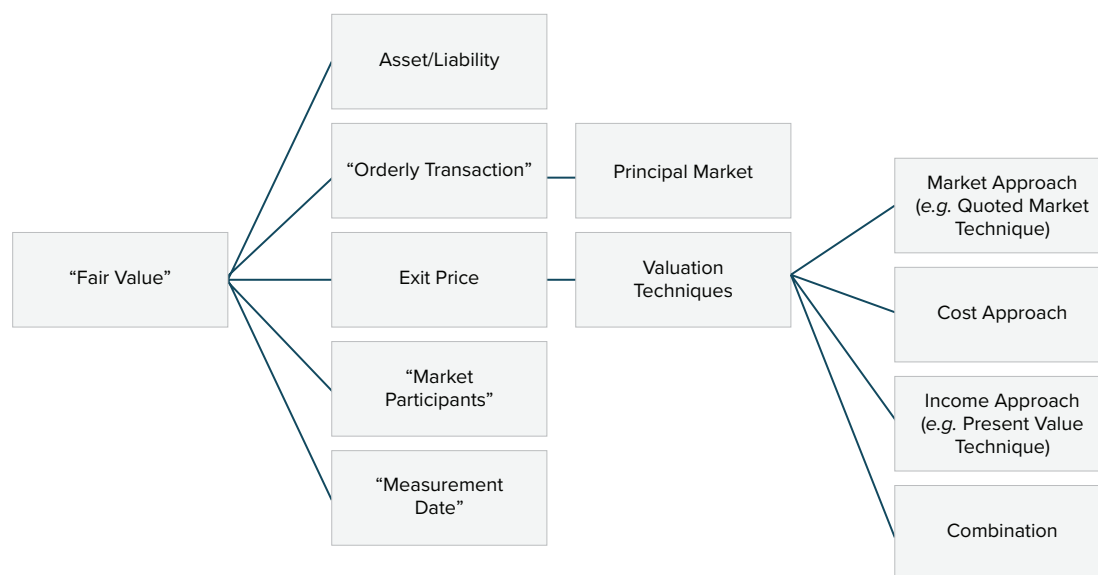 Asset/Liability
“Orderly Transaction”
Principal Market
Market Approach
(e.g. Quoted Market
Technique)
“Fair Value”
Exit Price
Valuation
Techniques
Cost Approach
“Market
Participants”
Income Approach
(e.g. Present Value
Technique)
“Measurement
Date”
Combination